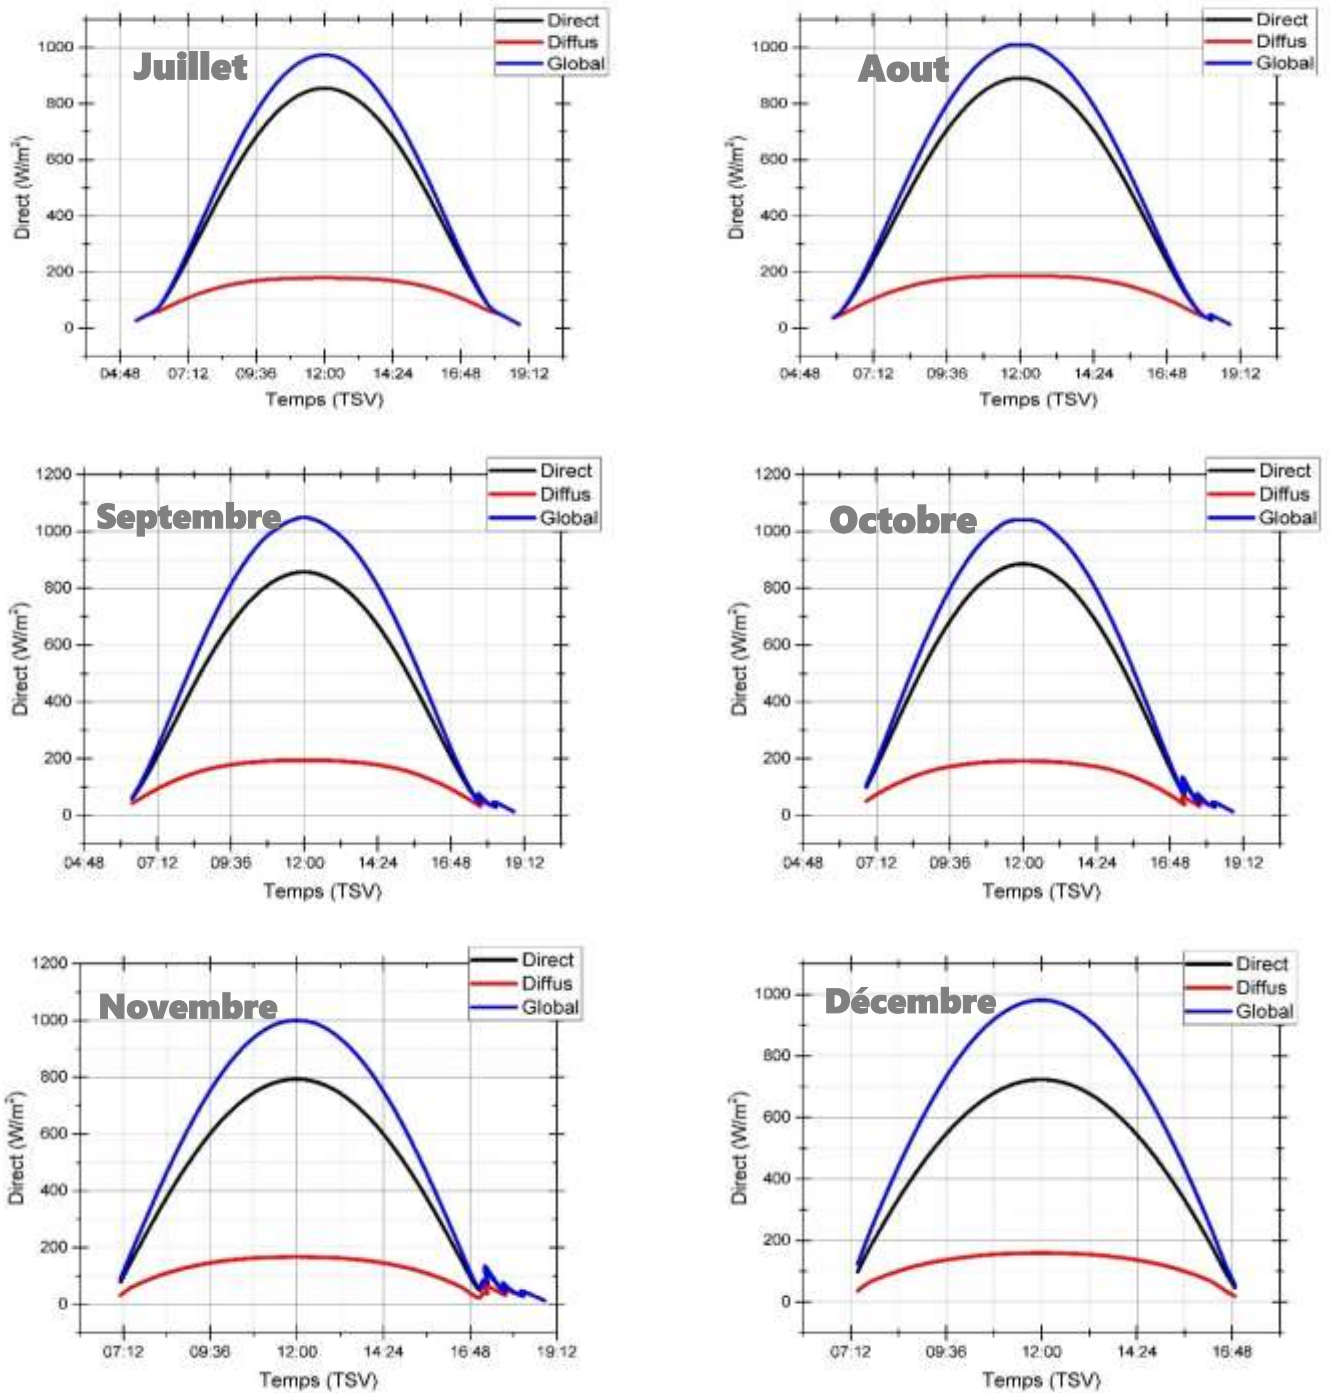 Direct
Diffus
Global
Juillet
1000
800
600
400
200
0
Direct (W/m²)
04:48 07:12 09:36 12:00 14:24 16:48 19:12
Temps (TSV)
Direct
Diffus
Global
Aout
1000
800
600
400
200
0
Direct (W/m²)
04:48 07:12 09:36 12:00 14:24 16:48 19:12
Temps (TSV)
Direct
Diffus
Global
Septembre
1200
1000
800
600
400
200
0
Direct (W/m²)
04:48 07:12 09:36 12:00 14:24 16:48 19:12
Temps (TSV)
Direct
Diffus
Global
Octobre
1200
1000
800
600
400
200
0
Direct (W/m²)
04:48 07:12 09:36 12:00 14:24 16:48 19:12
Temps (TSV)
Direct
Diffus
Global
Novembre
1200
1000
800
600
400
200
0
Direct (W/m²)
07:12 09:36 12:00 14:24 16:48 19:12
Temps (TSV)
Direct
Diffus
Global
Décembre
1000
800
600
400
200
0
Direct (W/m²)
07:12 09:36 12:00 14:24 16:48
Temps (TSV)